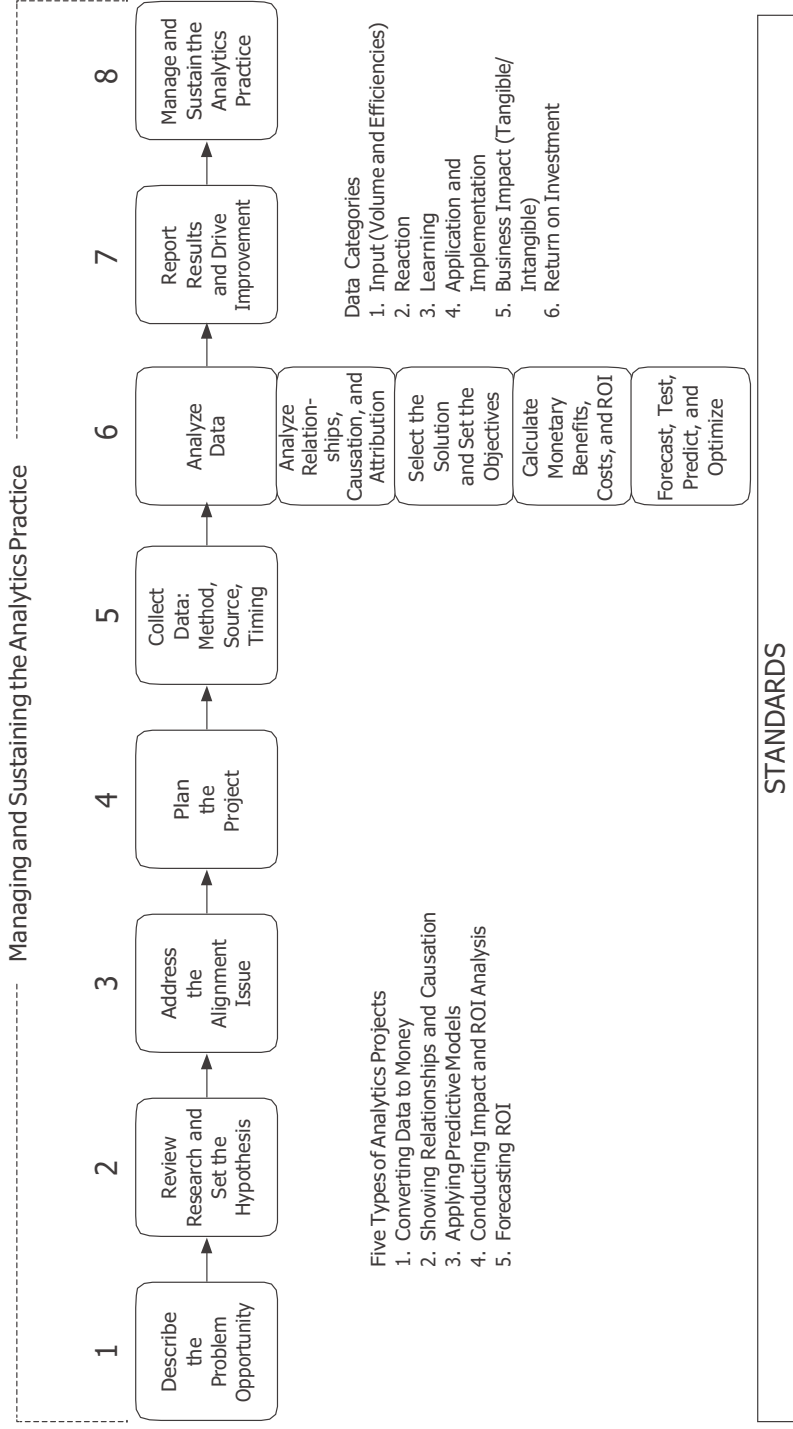 Managing and Sustaining the Analytics Practice
1
Describe
the
Problem
Opportunity
2
Review
Research and
Set the
Hypothesis
3
Address
the
Alignment
Issue
4
Plan
the
Project
5
Collect
Data:
Method,
Source,
Timing
6
Analyze
Data
Analyze
Relation-
ships,
Causation, and
Attribution
Select the
Solution
and Set the
Objectives
Calculate
Monetary
Benefits,
Costs, and ROI
Forecast, Test,
Predict, and
Optimize
7
Report
Results
and Drive
Improvement
8
Manage and
Sustain the
Analytics
Practice
Five Types of Analytics Projects
1. Converting Data to Money
2. Showing Relationships and Causation
3. Applying Predictive Models
4. Conducting Impact and ROI Analysis
5. Forecasting ROI
Data Categories
1. Input (Volume and Efficiencies)
2. Reaction
3. Learning
4. Application and
Implementation
5. Business Impact (Tangible/
Intangible)
6. Return on Investment
STANDARDS